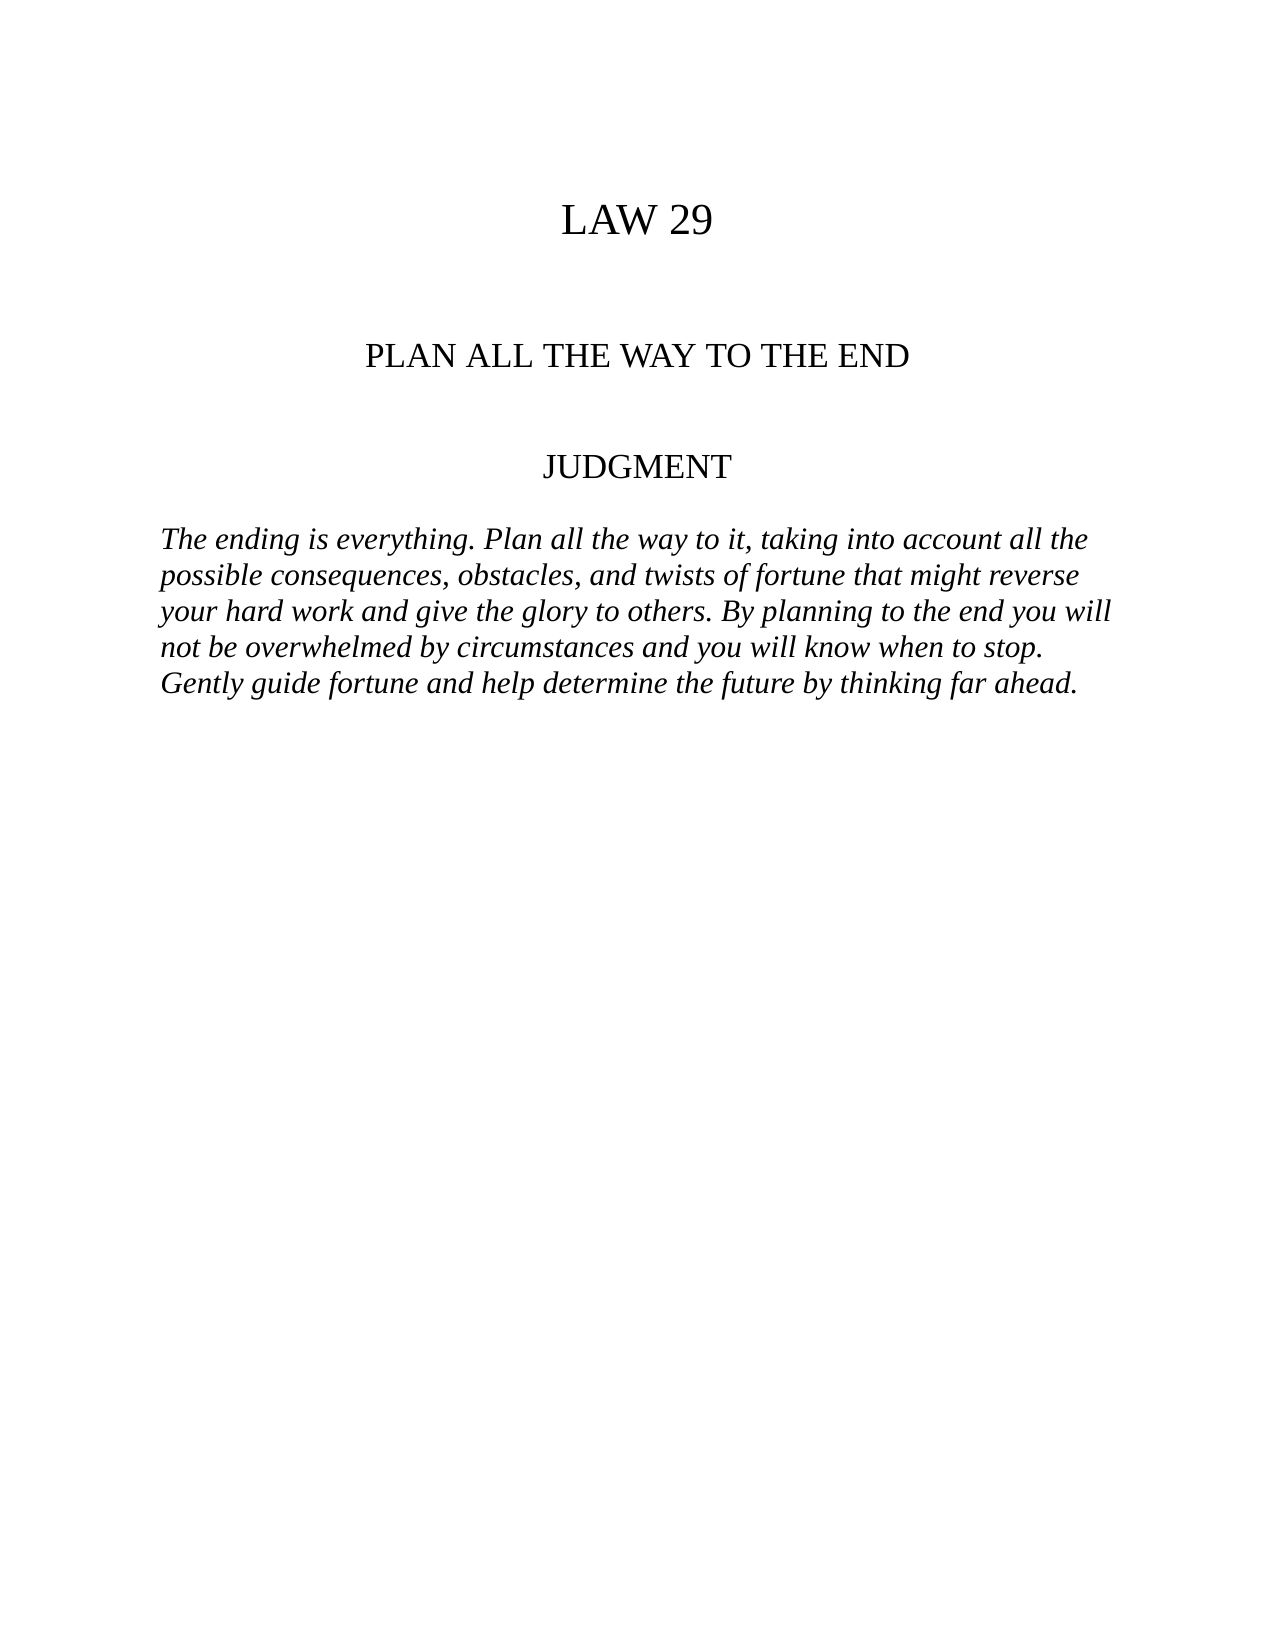 LAW 29
PLAN ALL THE WAY TO THE END
JUDGMENT
The ending is everything. Plan all the way to it, taking into account all the
possible consequences, obstacles, and twists of fortune that might reverse
your hard work and give the glory to others. By planning to the end you will
not be overwhelmed by circumstances and you will know when to stop.
Gently guide fortune and help determine the future by thinking far ahead.